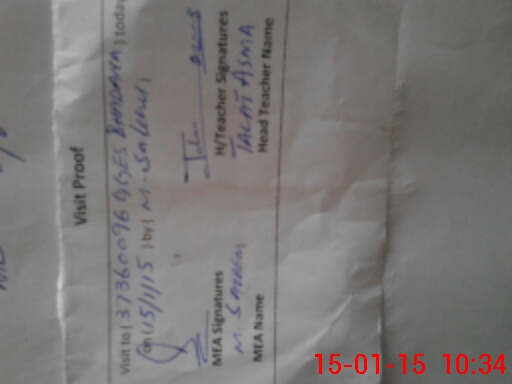 Visit Proof
Visit to ( 37360096 GGES BHADANA ) today
on ( 15/1/15 ) by ( M. Saleem )
MEA Signatures H/Teacher Signatures
M. SALEEM TALAT ASMA
MEA Name Head Teacher Name
15-01-15 10:34